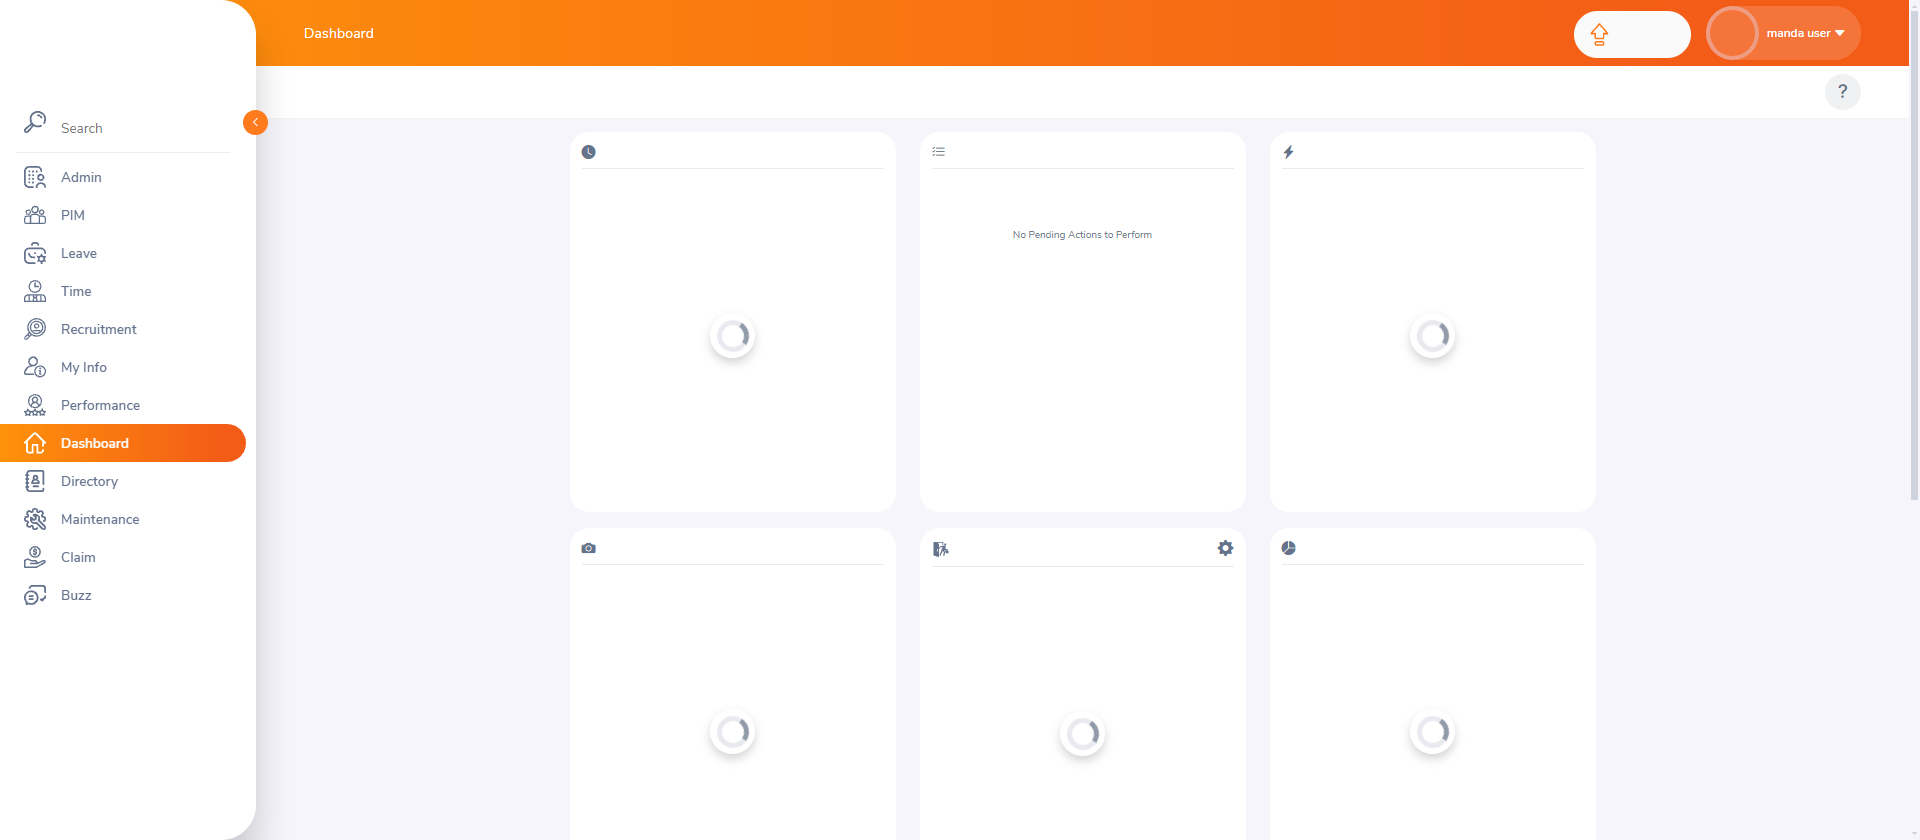 Dashboard
manda user
?
Search
Admin
PIM
Leave
Time
Recruitment
My Info
Performance
Dashboard
Directory
Maintenance
Claim
Buzz
No Pending Actions to Perform